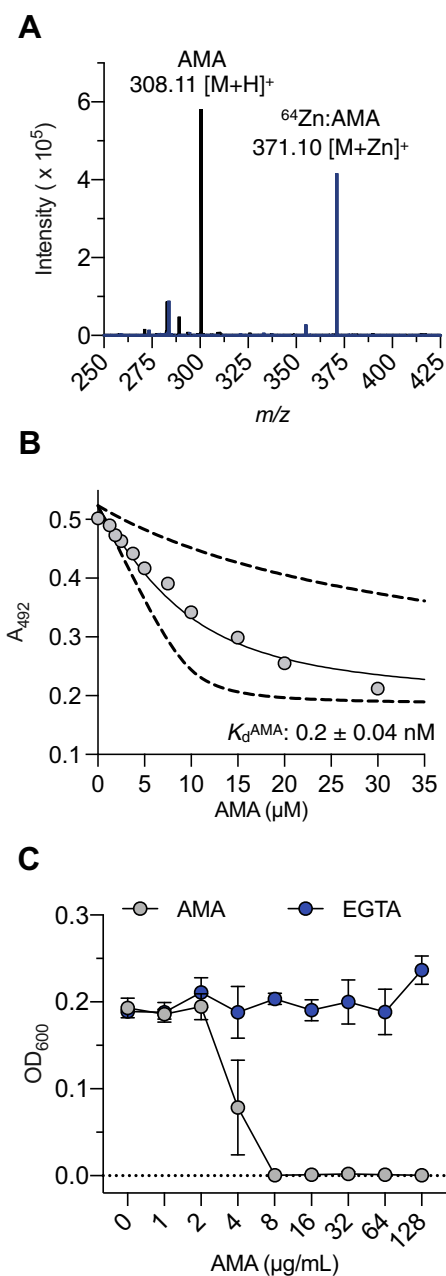 A
AMA
308.11 [M+H]+
64Zn:AMA
371.10 [M+Zn]+
Intensity ( x 10⁵)
6
4
2
0
250
275
300
325
350
375
400
425
m/z
B
A492
0.5
0.4
0.3
0.2
0.1
KdAMA: 0.2 ± 0.04 nM
0
5
10
15
20
25
30
35
AMA (µM)
C
AMA
EGTA
OD600
0.3
0.2
0.1
0.0
0
1
2
4
8
16
32
64
128
AMA (µg/mL)